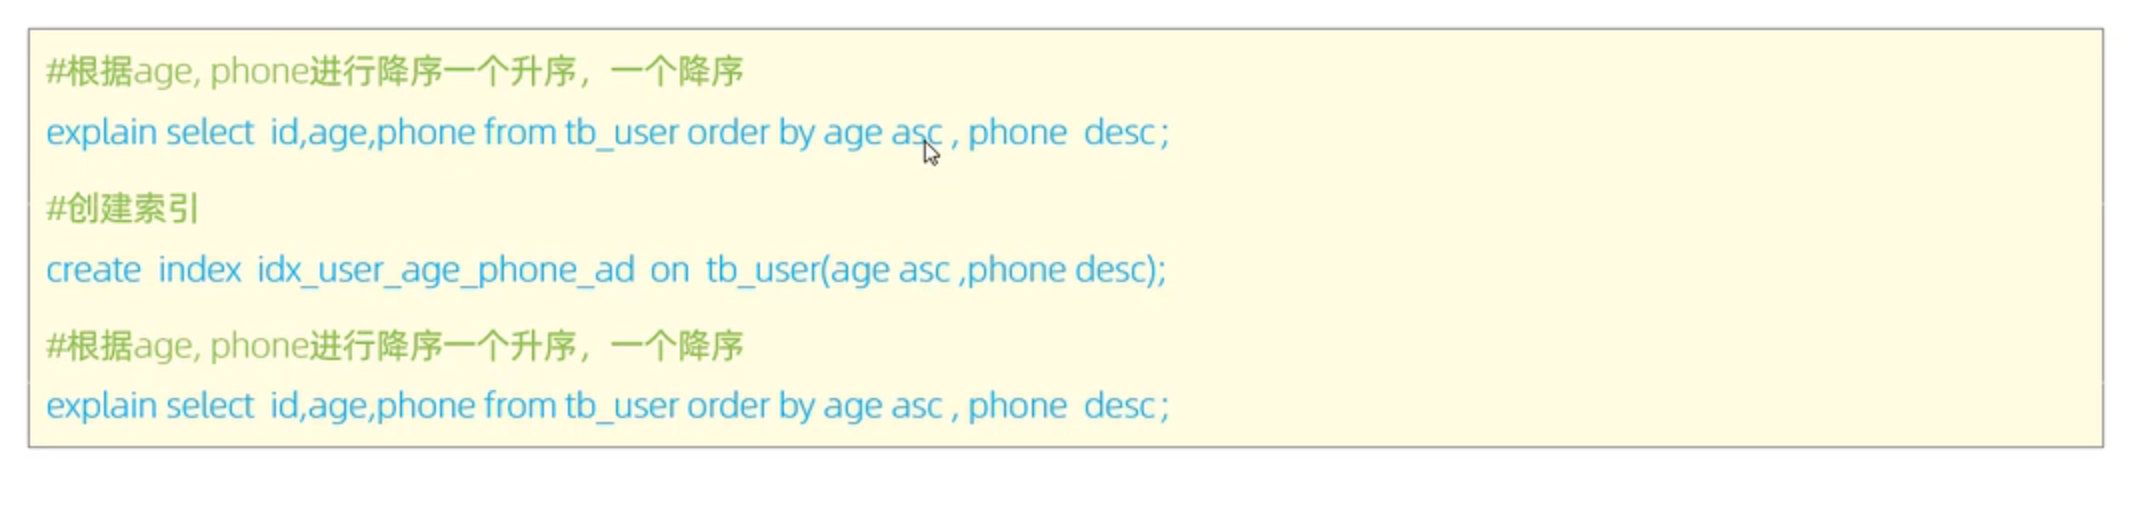 #根据age, phone进行降序一个升序，一个降序
explain select  id,age,phone from tb_user order by age asc , phone  desc ;
#创建索引
create  index  idx_user_age_phone_ad  on  tb_user(age asc ,phone desc);
#根据age, phone进行降序一个升序，一个降序
explain select  id,age,phone from tb_user order by age asc , phone  desc ;